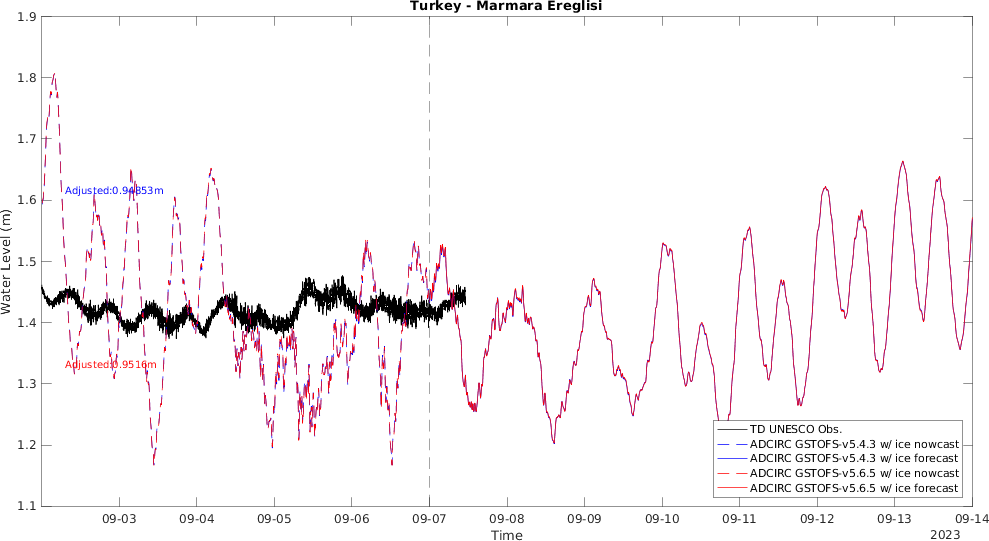 Turkey - Marmara Ereglisi
1.9
1.8
1.7
1.6
1.5
1.4
1.3
1.2
1.1
Water Level (m)
Adjusted:0.94853m
Adjusted:0.9516m
TD UNESCO Obs.
ADCIRC GSTOFS-v5.4.3 w/ ice nowcast
ADCIRC GSTOFS-v5.4.3 w/ ice forecast
ADCIRC GSTOFS-v5.6.5 w/ ice nowcast
ADCIRC GSTOFS-v5.6.5 w/ ice forecast
09-03 09-04 09-05 09-06 09-07 09-08 09-09 09-10 09-11 09-12 09-13 09-14
Time
2023